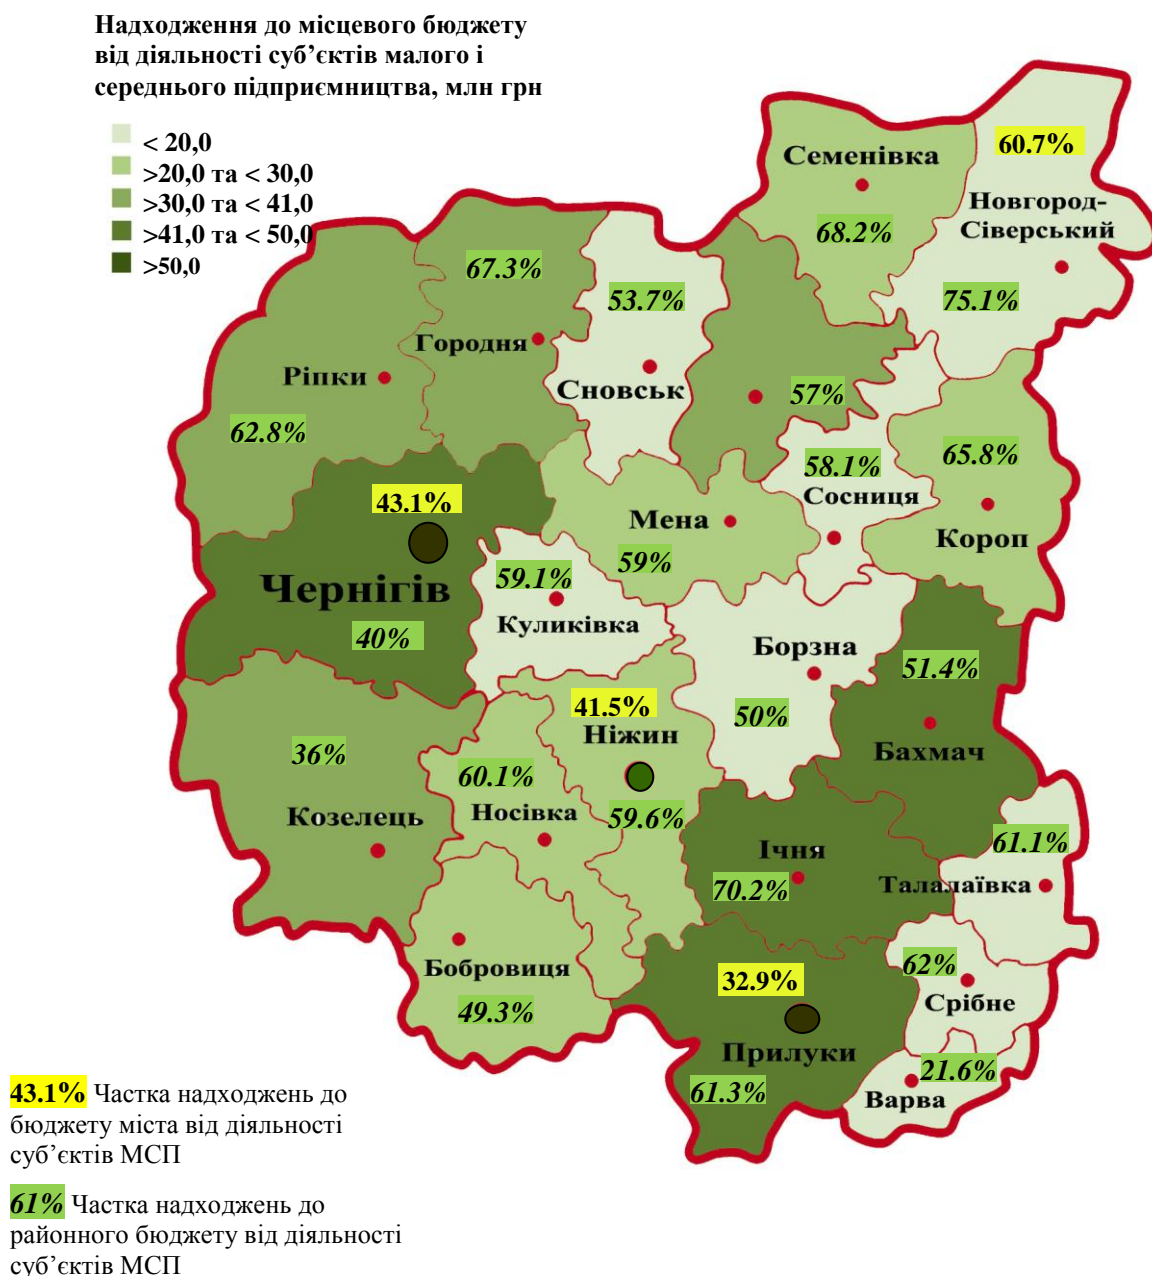 Надходження до місцевого бюджету
від діяльності суб’єктів малого і
середнього підприємництва, млн грн
< 20,0
>20,0 та < 30,0
>30,0 та < 41,0
>41,0 та < 50,0
>50,0
60.7%
Семенівка
Новгород-
Сіверський
68.2%
75.1%
67.3%
53.7%
Городня
Ріпки
Сновськ
57%
62.8%
58.1%
65.8%
Сосниця
43.1%
Мена
Короп
59%
59.1%
Чернігів
Куликівка
40%
Борзна
51.4%
50%
41.5%
Ніжин
Бахмач
36%
60.1%
Козелець
Носівка
59.6%
61.1%
Ічня
70.2%
Талалаївка
Бобровиця
49.3%
32.9%
62%
Срібне
Прилуки
61.3%
21.6%
Варва
43.1% Частка надходжень до
бюджету міста від діяльності
суб’єктів МСП
61% Частка надходжень до
районного бюджету від діяльності
суб’єктів МСП